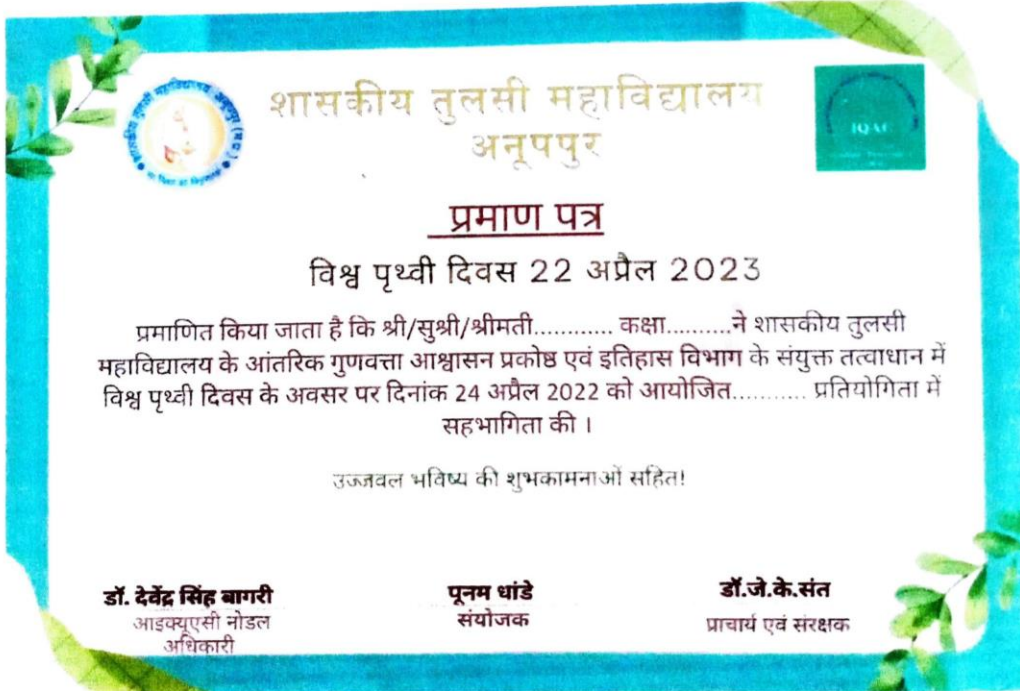 शासकीय तुलसी महाविद्यालय
अनूपपुर
IQAC
प्रमाण पत्र
विश्व पृथ्वी दिवस 22 अप्रैल 2023
प्रमाणित किया जाता है कि श्री/सुश्री/श्रीमती............ कक्षा..........ने शासकीय तुलसी
महाविद्यालय के आंतरिक गुणवत्ता आश्वासन प्रकोष्ठ एवं इतिहास विभाग के संयुक्त तत्वाधान में
विश्व पृथ्वी दिवस के अवसर पर दिनांक 24 अप्रैल 2022 को आयोजित........... प्रतियोगिता में
सहभागिता की ।
उज्जवल भविष्य की शुभकामनाओं सहित!
डॉ. देवेंद्र सिंह बागरी
आइक्यूएसी नोडल
अधिकारी
पूनम धांडे
संयोजक
डॉ.जे.के.संत
प्राचार्य एवं संरक्षक